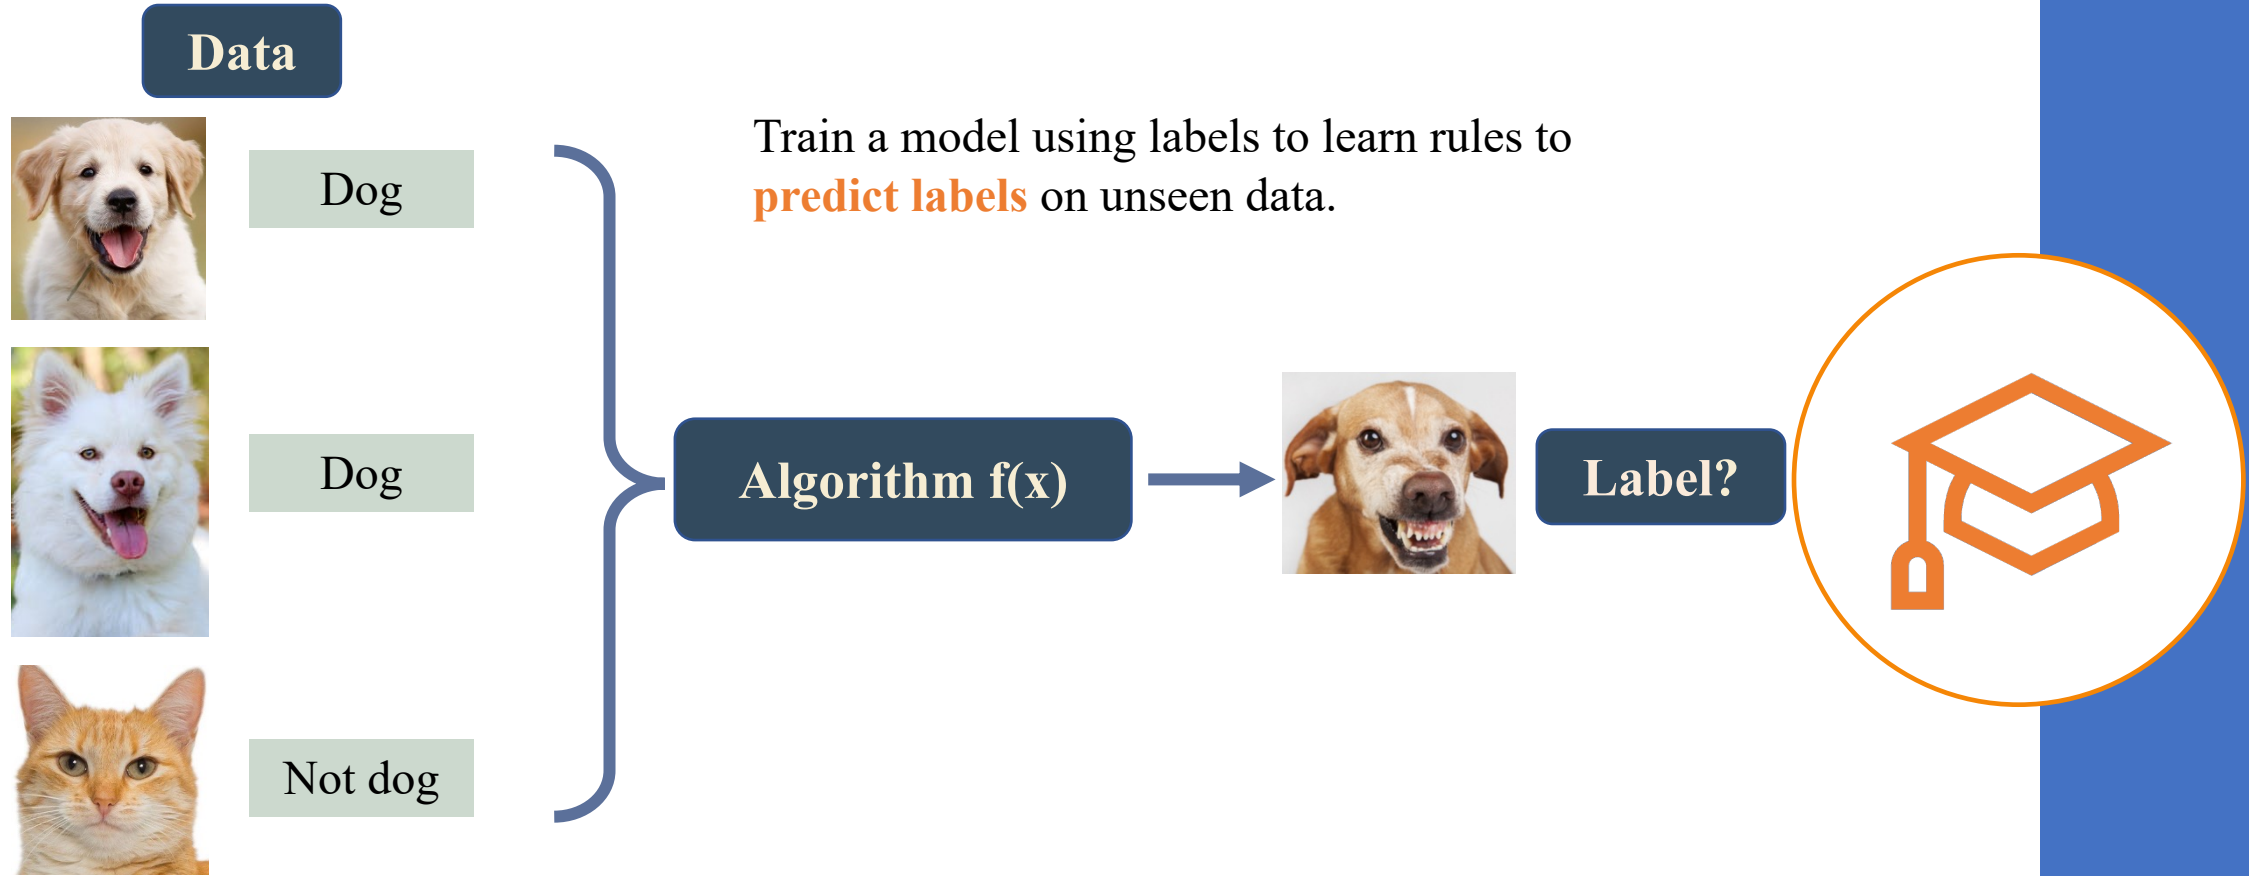 Data
Dog
Train a model using labels to learn rules to
predict labels on unseen data.
Dog
Algorithm f(x)
Label?
Not dog